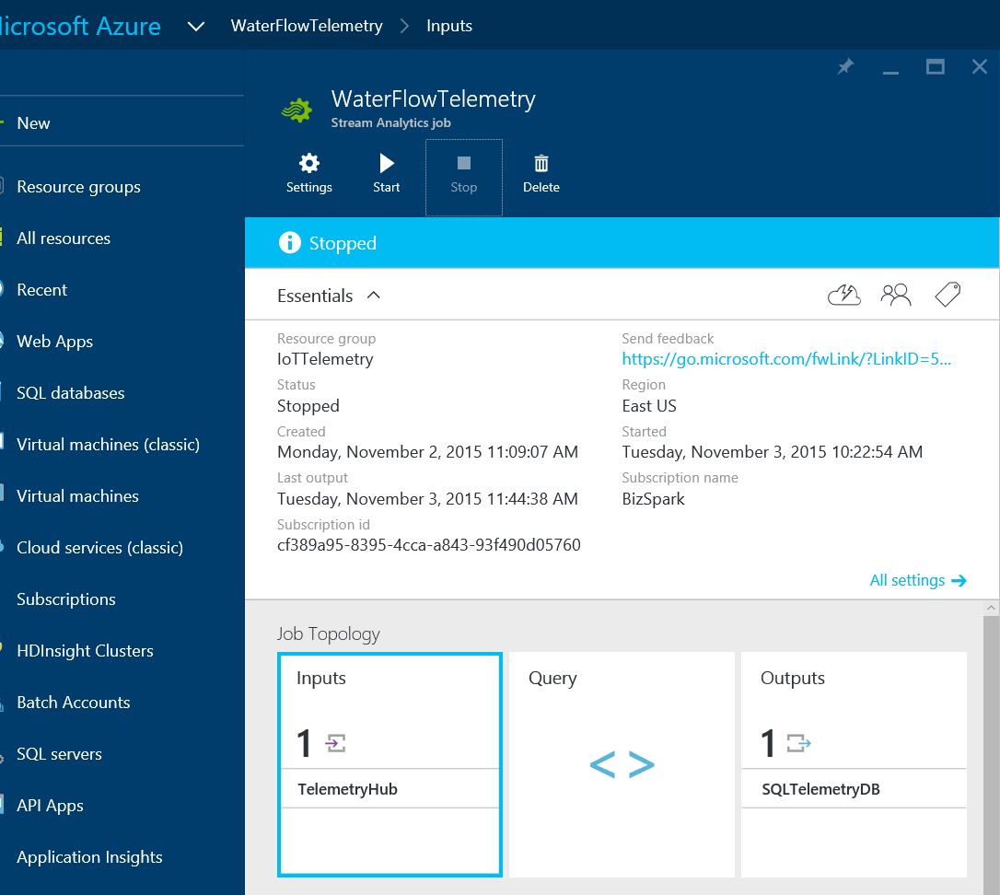 icrosoft Azure
WaterFlowTelemetry > Inputs
New
Resource groups
All resources
Recent
Web Apps
SQL databases
Virtual machines (classic)
Virtual machines
Cloud services (classic)
Subscriptions
HDInsight Clusters
Batch Accounts
SQL servers
API Apps
Application Insights
WaterFlowTelemetry
Stream Analytics job
Settings
Start
Stop
Delete
Stopped
Essentials
Resource group
IoTTelemetry
Status
Stopped
Created
Monday, November 2, 2015 11:09:07 AM
Last output
Tuesday, November 3, 2015 11:44:38 AM
Subscription id
cf389a95-8395-4cca-a843-93f490d05760
Send feedback
https://go.microsoft.com/fwLink/?LinkID=5...
Region
East US
Started
Tuesday, November 3, 2015 10:22:54 AM
Subscription name
BizSpark
All settings
Job Topology
Inputs
1
TelemetryHub
Query
< >
Outputs
1
SQLTelemetryDB